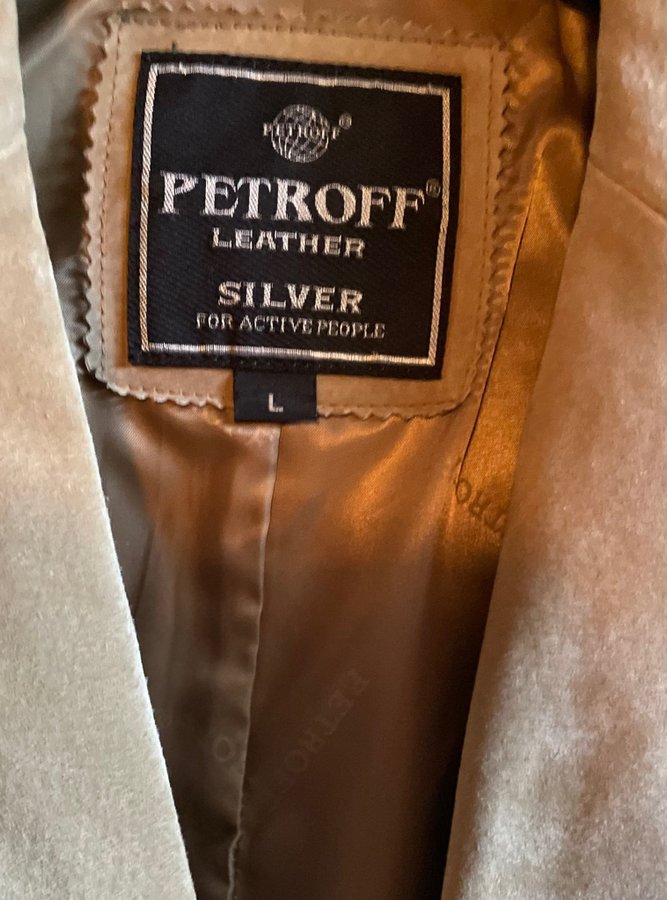 PETROFF®
PETROFF®
LEATHER
SILVER
FOR ACTIVE PEOPLE
L